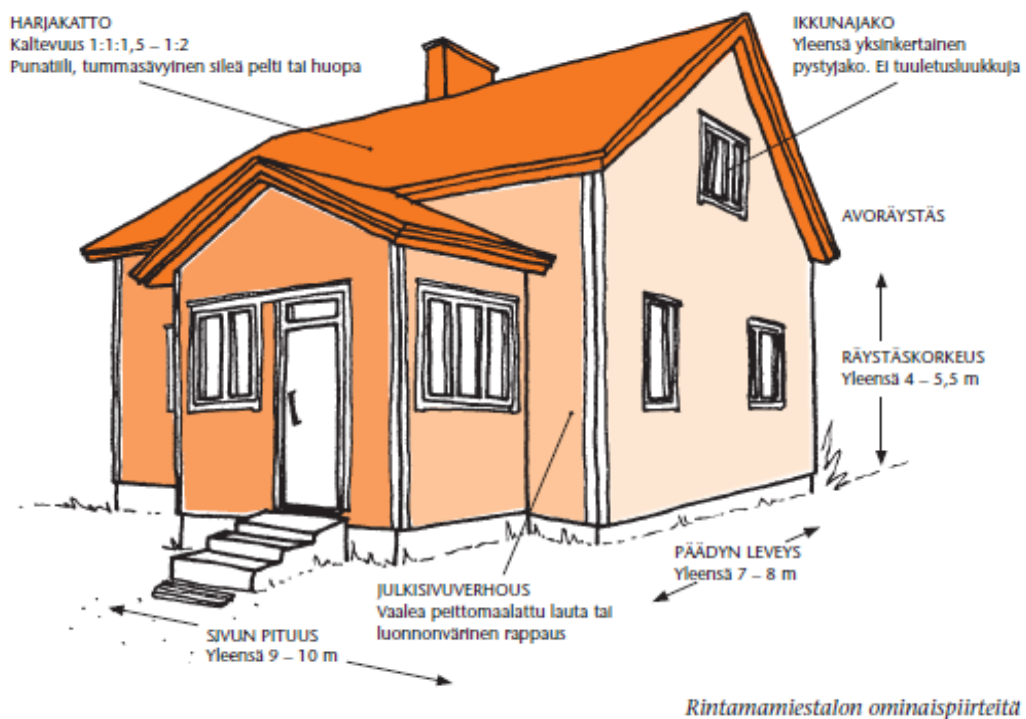 HARJAKATTO
Kaltevuus 1:1:1,5 – 1:2
Punatiili, tummasävyinen sileä pelti tai huopa
IKKUNAJAKO
Yleensä yksinkertainen
pystyjako. Ei tuuletusluukkuja
AVORÄYSTÄS
RÄYSTÄSKORKEUS
Yleensä 4 – 5,5 m
PÄÄDYN LEVEYS
Yleensä 7 – 8 m
JULKISIVUVERHOUS
Vaalea peittomaalattu lauta tai
luonnonvärinen rappaus
SIVUN PITUUS
Yleensä 9 – 10 m
Rintamamiestalon ominaispiirteitä